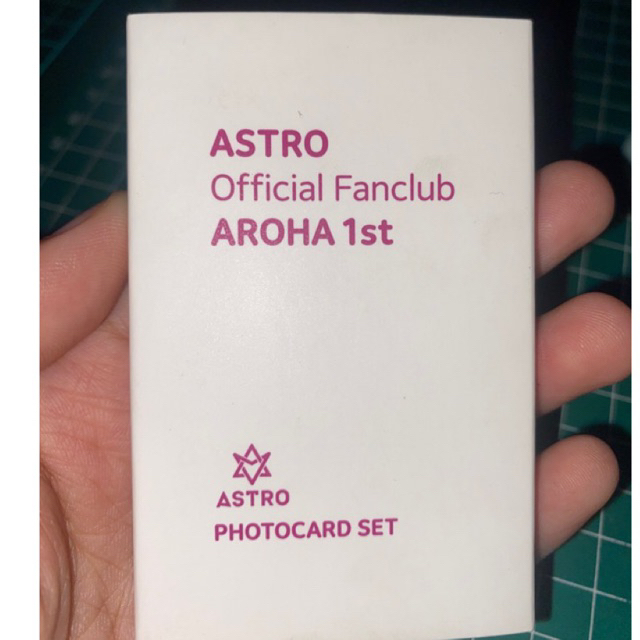 ASTRO
Official Fanclub
AROHA 1st
ASTRO
PHOTOCARD SET